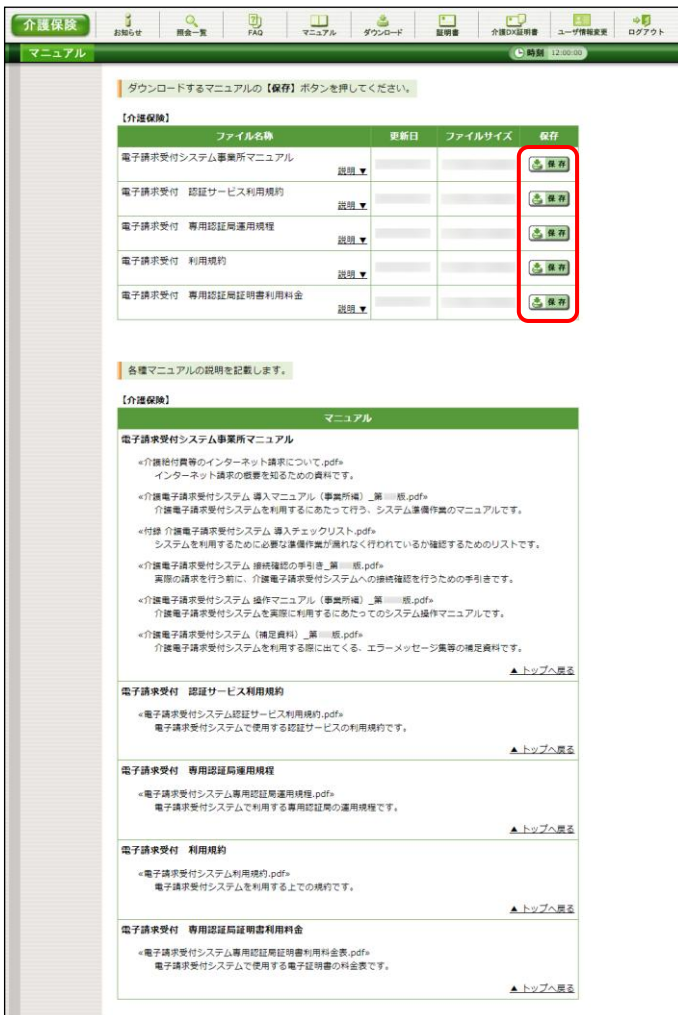 介護保険
お知らせ
照会一覧
FAQ
マニュアル
ダウンロード
証明書
介護DX証明書
ユーザ情報変更
ログアウト
マニュアル
時刻 12:00:00
ダウンロードするマニュアルの【保存】ボタンを押してください。
【介護保険】
ファイル名称 更新日 ファイルサイズ 保存
電子請求受付システム事業所マニュアル
説明 ▼
保存
電子請求受付 認証サービス利用規約
説明 ▼
保存
電子請求受付 専用認証局運用規程
説明 ▼
保存
電子請求受付 利用規約
説明 ▼
保存
電子請求受付 専用認証局証明書利用料金
説明 ▼
保存
各種マニュアルの説明を記載します。
【介護保険】
マニュアル
電子請求受付システム事業所マニュアル
«介護給付費等のインターネット請求について.pdf»
インターネット請求の概要を知るための資料です。
«介護電子請求受付システム 導入マニュアル（事業所編）_第 版.pdf»
介護電子請求受付システムを利用するにあたって行う、システム準備作業のマニュアルです。
«付録 介護電子請求受付システム 導入チェックリスト.pdf»
システムを利用するために必要な準備作業が漏れなく行われているか確認するためのリストです。
«介護電子請求受付システム 接続確認の手引き_第 版.pdf»
実際の請求を行う前に、介護電子請求受付システムへの接続確認を行うための手引きです。
«介護電子請求受付システム 操作マニュアル（事業所編）_第 版.pdf»
介護電子請求受付システムを実際に利用するにあたってのシステム操作マニュアルです。
«介護電子請求受付システム（補足資料）_第 版.pdf»
介護電子請求受付システムを利用する際に出てくる、エラーメッセージ集等の補足資料です。
▲ トップへ戻る
電子請求受付 認証サービス利用規約
«電子請求受付システム認証サービス利用規約.pdf»
電子請求受付システムで使用する認証サービスの利用規約です。
▲ トップへ戻る
電子請求受付 専用認証局運用規程
«電子請求受付システム専用認証局運用規程.pdf»
電子請求受付システムで利用する専用認証局の運用規程です。
▲ トップへ戻る
電子請求受付 利用規約
«電子請求受付システム利用規約.pdf»
電子請求受付システムを利用する上での規約です。
▲ トップへ戻る
電子請求受付 専用認証局証明書利用料金
«電子請求受付システム専用認証局証明書利用料金表.pdf»
電子請求受付システムで使用する電子証明書の料金表です。
▲ トップへ戻る